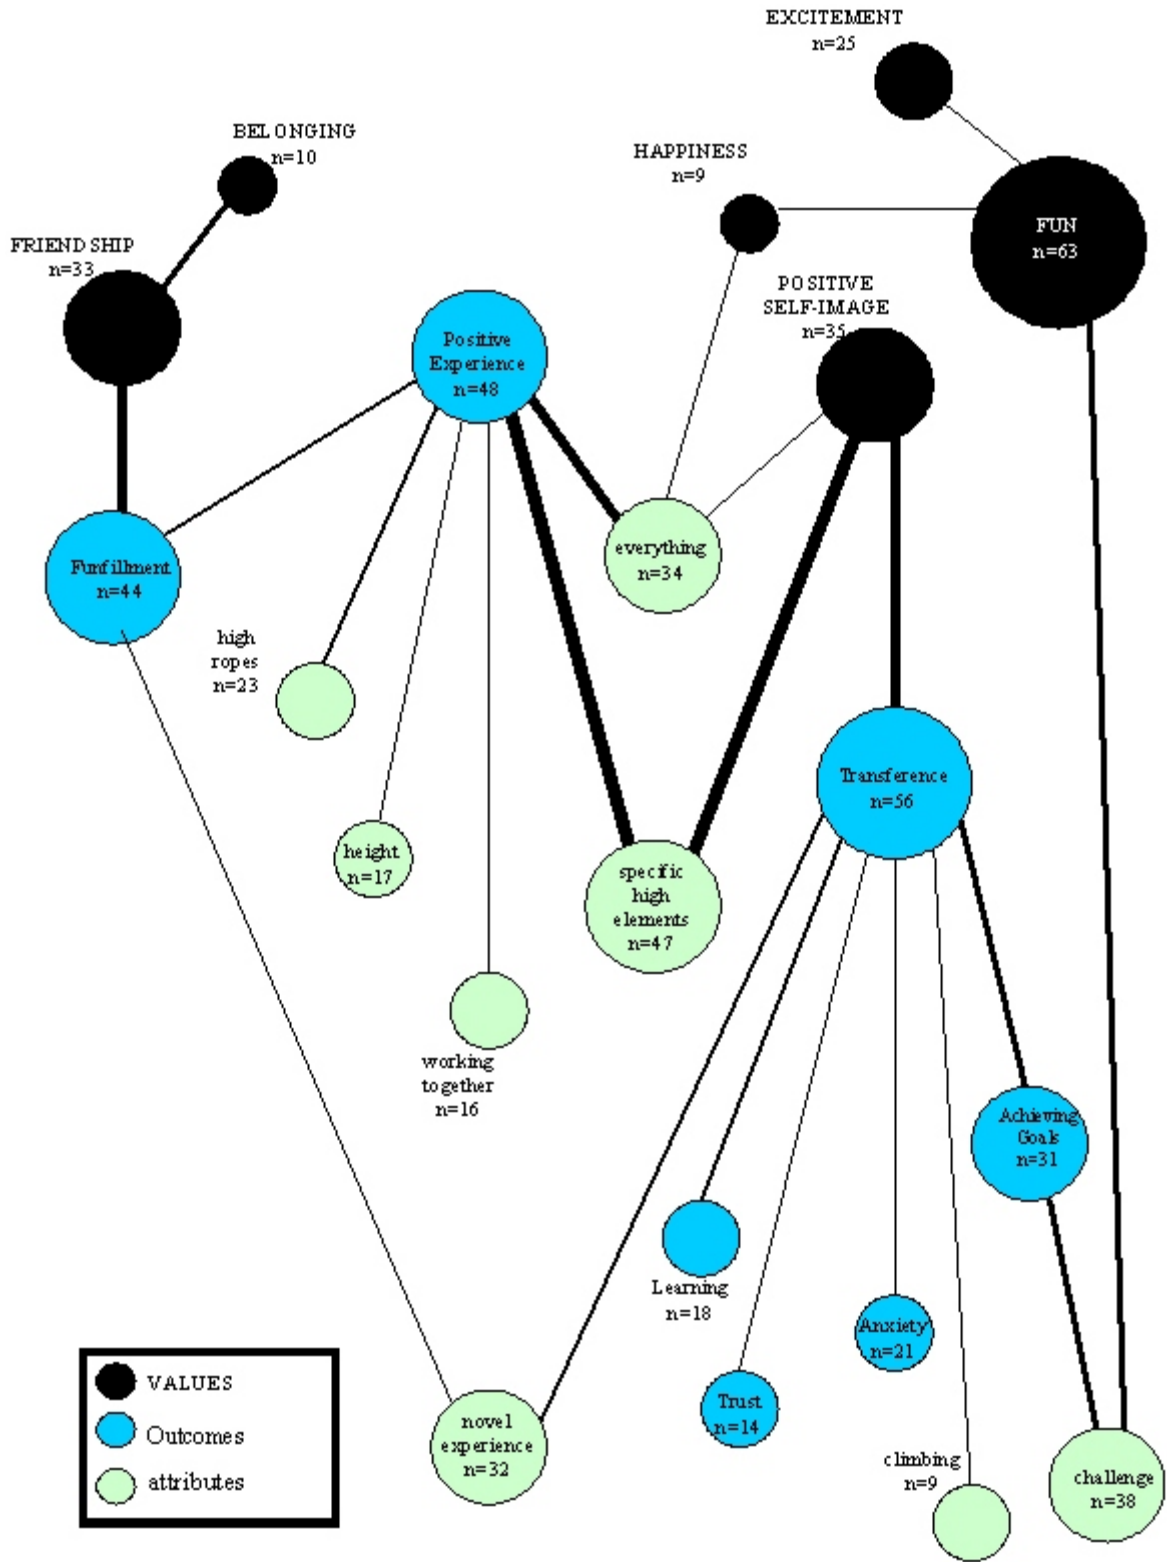 EXCITEMENT
n=25
BELONGING
n=10
HAPPINESS
n=9
FUN
n=63
FRIENDSHIP
n=33
POSITIVE
SELF-IMAGE
n=35
Positive
Experience
n=48
everything
n=34
Funfillment
n=44
high
ropes
n=23
Transference
n=56
height
n=17
specific
high
elements
n=47
working
together
n=16
Achieving
Goals
n=31
Learning
n=18
Anxiety
n=21
Trust
n=14
novel
experience
n=32
climbing
n=9
challenge
n=38
VALUES
Outcomes
attributes